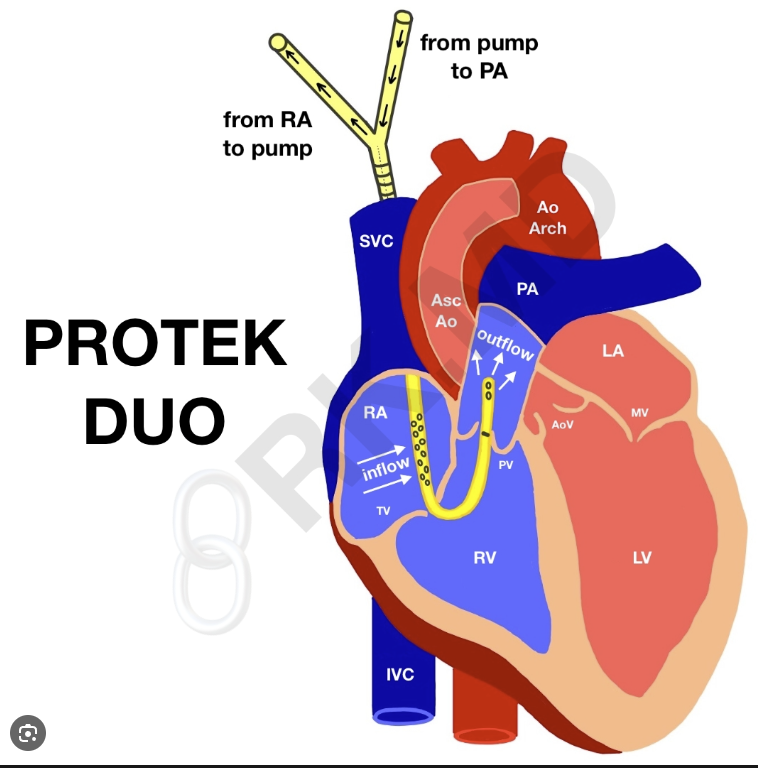 from pump
to PA
from RA
to pump
SVC
Ao
Arch
PA
Asc
Ao
outflow
PROTEK
DUO
LA
RA
MV
AoV
inflow
PV
TV
RV
LV
IVC